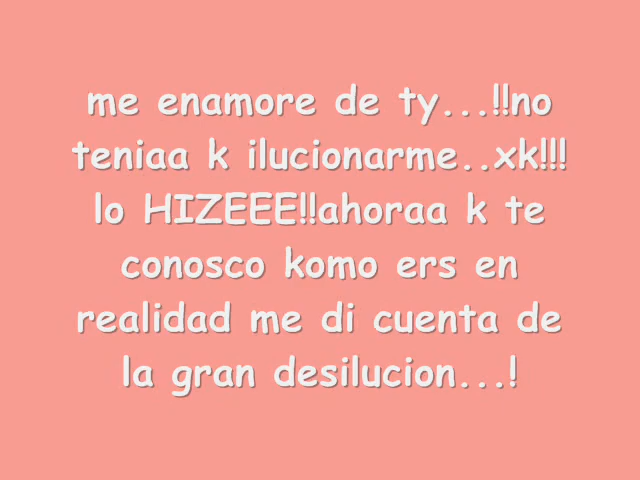 me enamore de ty...!!no
teniaa k ilucionarme..xk!!!
lo HIZEEE!!ahoraa k te
conosco komo ers en
realidad me di cuenta de
la gran desilucion...!